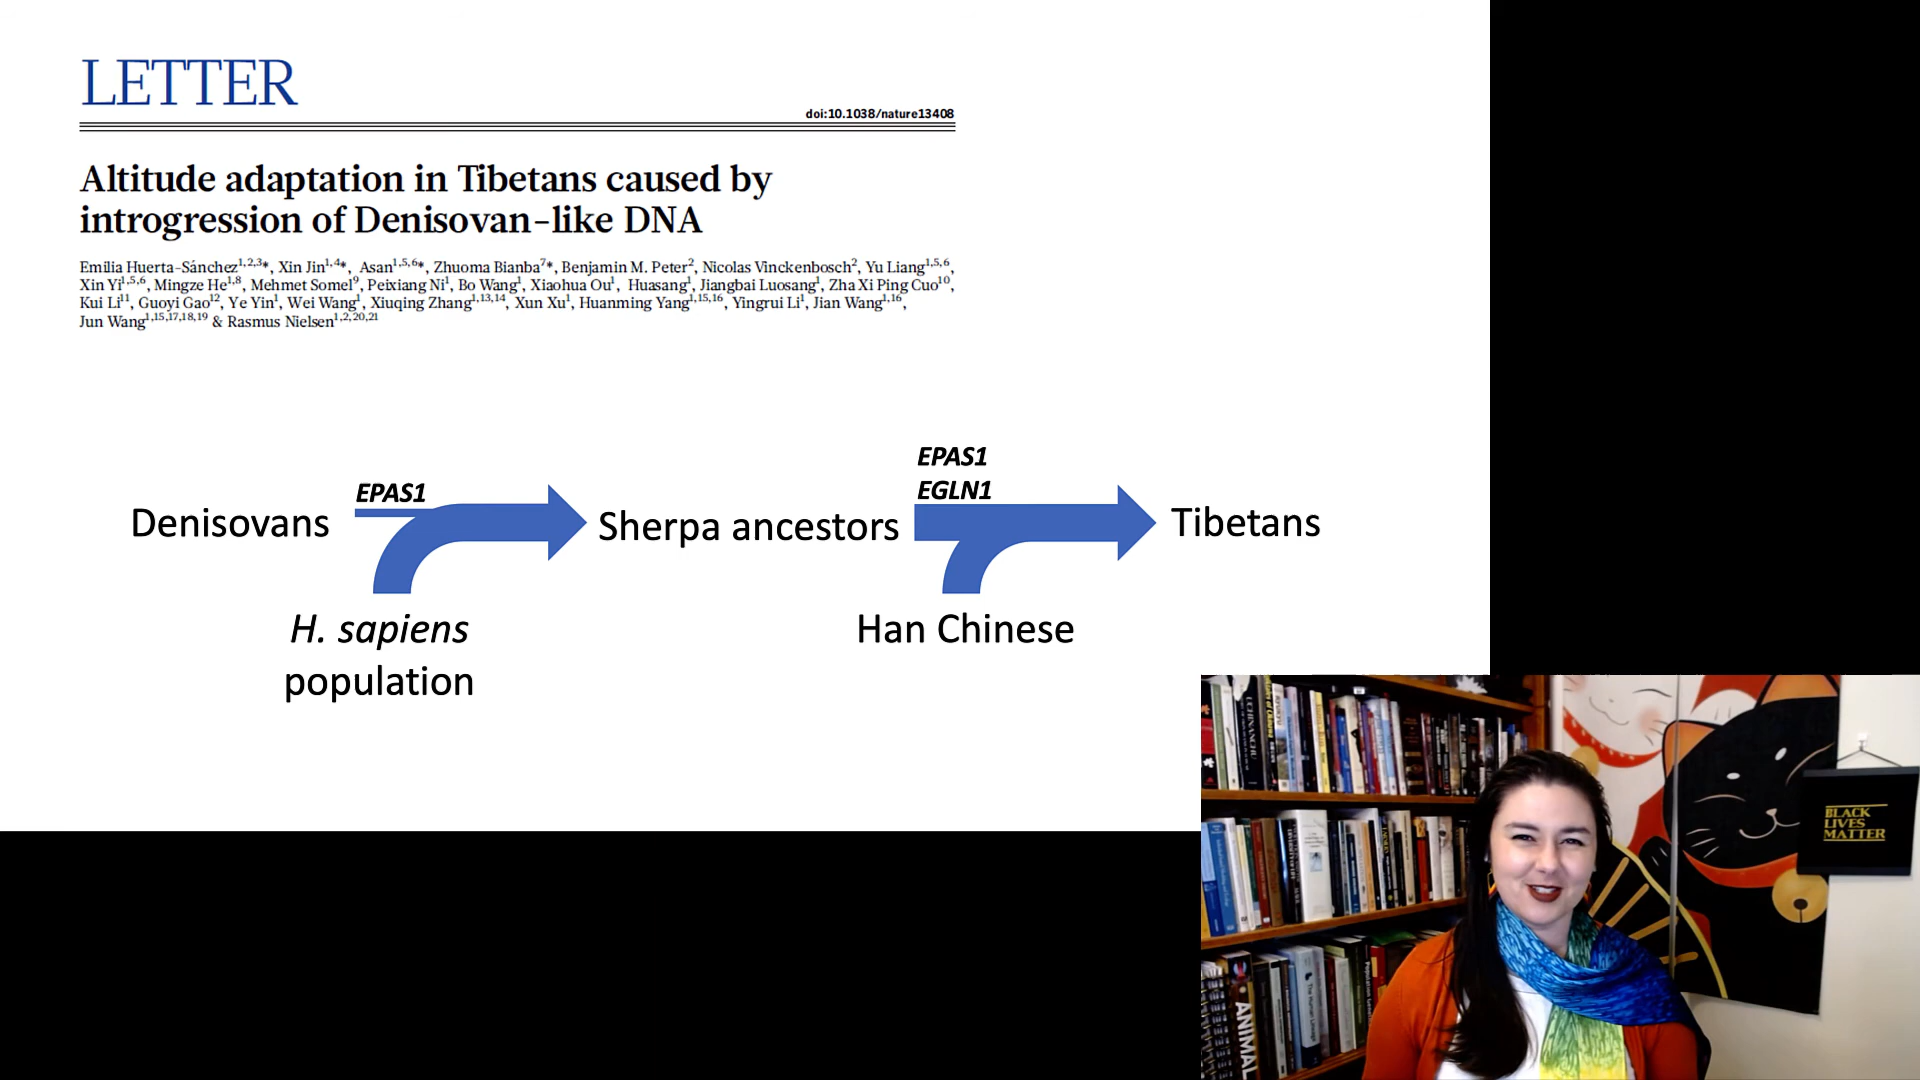 LETTER
doi:10.1038/nature13408
Altitude adaptation in Tibetans caused by
introgression of Denisovan-like DNA
Emilia Huerta-Sánchez1,2,3*, Xin Jin1,4*, Asan1,5,6*, Zhuoma Bianba7*, Benjamin M. Peter2, Nicolas Vinckenbosch2, Yu Liang1,5,6,
Xin Yi1,5,6, Mingze He1,8, Mehmet Somel9, Peixiang Ni1, Bo Wang1, Xiaohua Ou1, Huasang1, Jiangbai Luosang1, Zha Xi Ping Cuo10,
Kui Li11, Guoyi Gao12, Ye Yin1, Wei Wang1, Xiuqing Zhang1,13,14, Xun Xu1, Huanming Yang1,15,16, Yingrui Li1, Jian Wang1,16,
Jun Wang1,15,17,18,19 & Rasmus Nielsen1,2,20,21
EPAS1
EGLN1
EPAS1
Denisovans
Sherpa ancestors
Tibetans
H. sapiens
population
Han Chinese
BLACK
LIVES
MATTER
ANIMAL